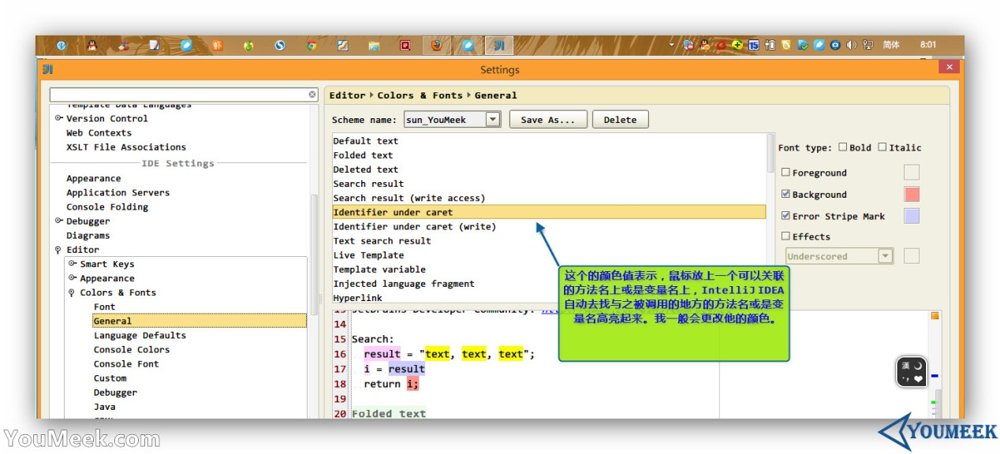 简体
8:01
Settings
Template Data Languages
Version Control
Web Contexts
XSLT File Associations
IDE Settings
Appearance
Application Servers
Console Folding
Debugger
Diagrams
Editor
Smart Keys
Appearance
Colors & Fonts
Font
General
Language Defaults
Console Colors
Console Font
Custom
Debugger
Java
Editor Colors & Fonts General
Scheme name:
sun_YouMeek
Save As...
Delete
Default text
Folded text
Deleted text
Search result
Search result (write access)
Identifier under caret
Identifier under caret (write)
Text search result
Live Template
Template variable
Injected language fragment
Hyperlink
Font type: Bold Italic
Foreground
Background
Error Stripe Mark
Effects
Underscored
这个的颜色值表示，鼠标放上一个可以关联
的方法名上或是变量名上，IntelliJ IDEA
自动去找与之被调用的地方的方法名或是变
量名高亮起来。我一般会更改他的颜色。
13 JetBrains Developer Community:
14
15 Search:
16 result = "text, text, text";
17 i = result
18 return i;
19
20 Folded text
漢
YouMeek.com
YOUMEEK